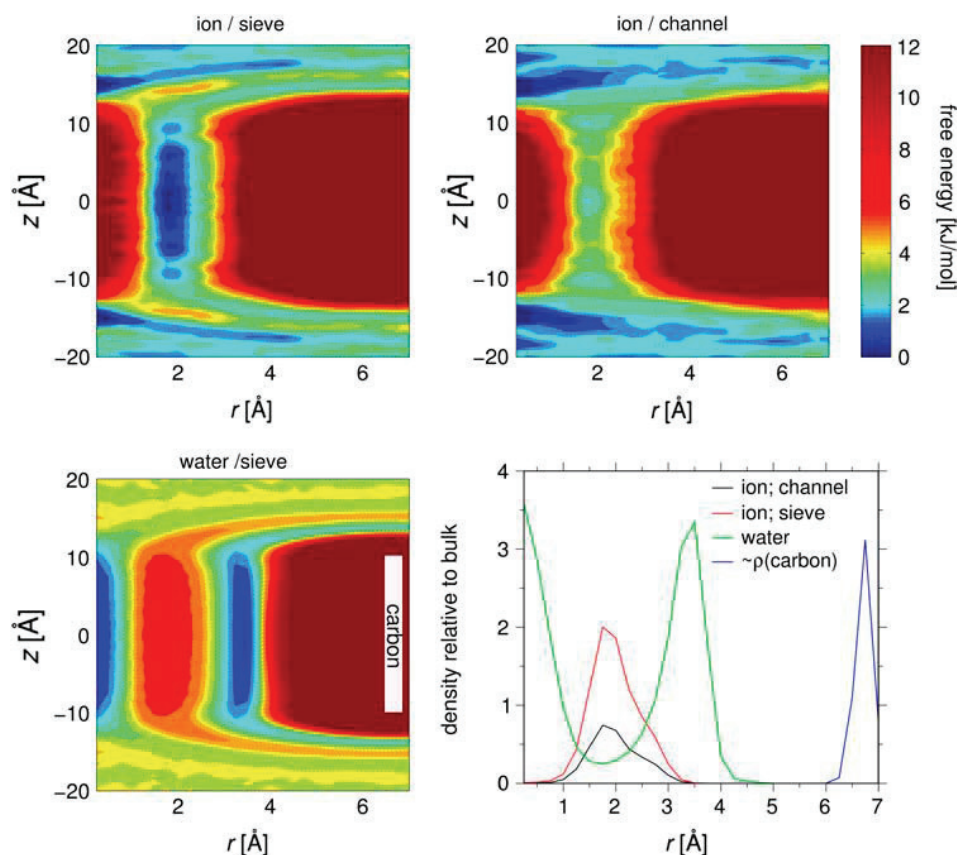 ion / sieve
20
10
0
−10
−20
z [Å]
2
4
6
r [Å]
ion / channel
20
10
0
−10
−20
z [Å]
2
4
6
r [Å]
12
10
8
6
4
2
0
free energy [kJ/mol]
water /sieve
20
10
0
−10
−20
z [Å]
carbon
2
4
6
r [Å]
4
3
2
1
0
density relative to bulk
ion; channel
ion; sieve
water
~ρ(carbon)
1
2
3
4
5
6
7
r [Å]